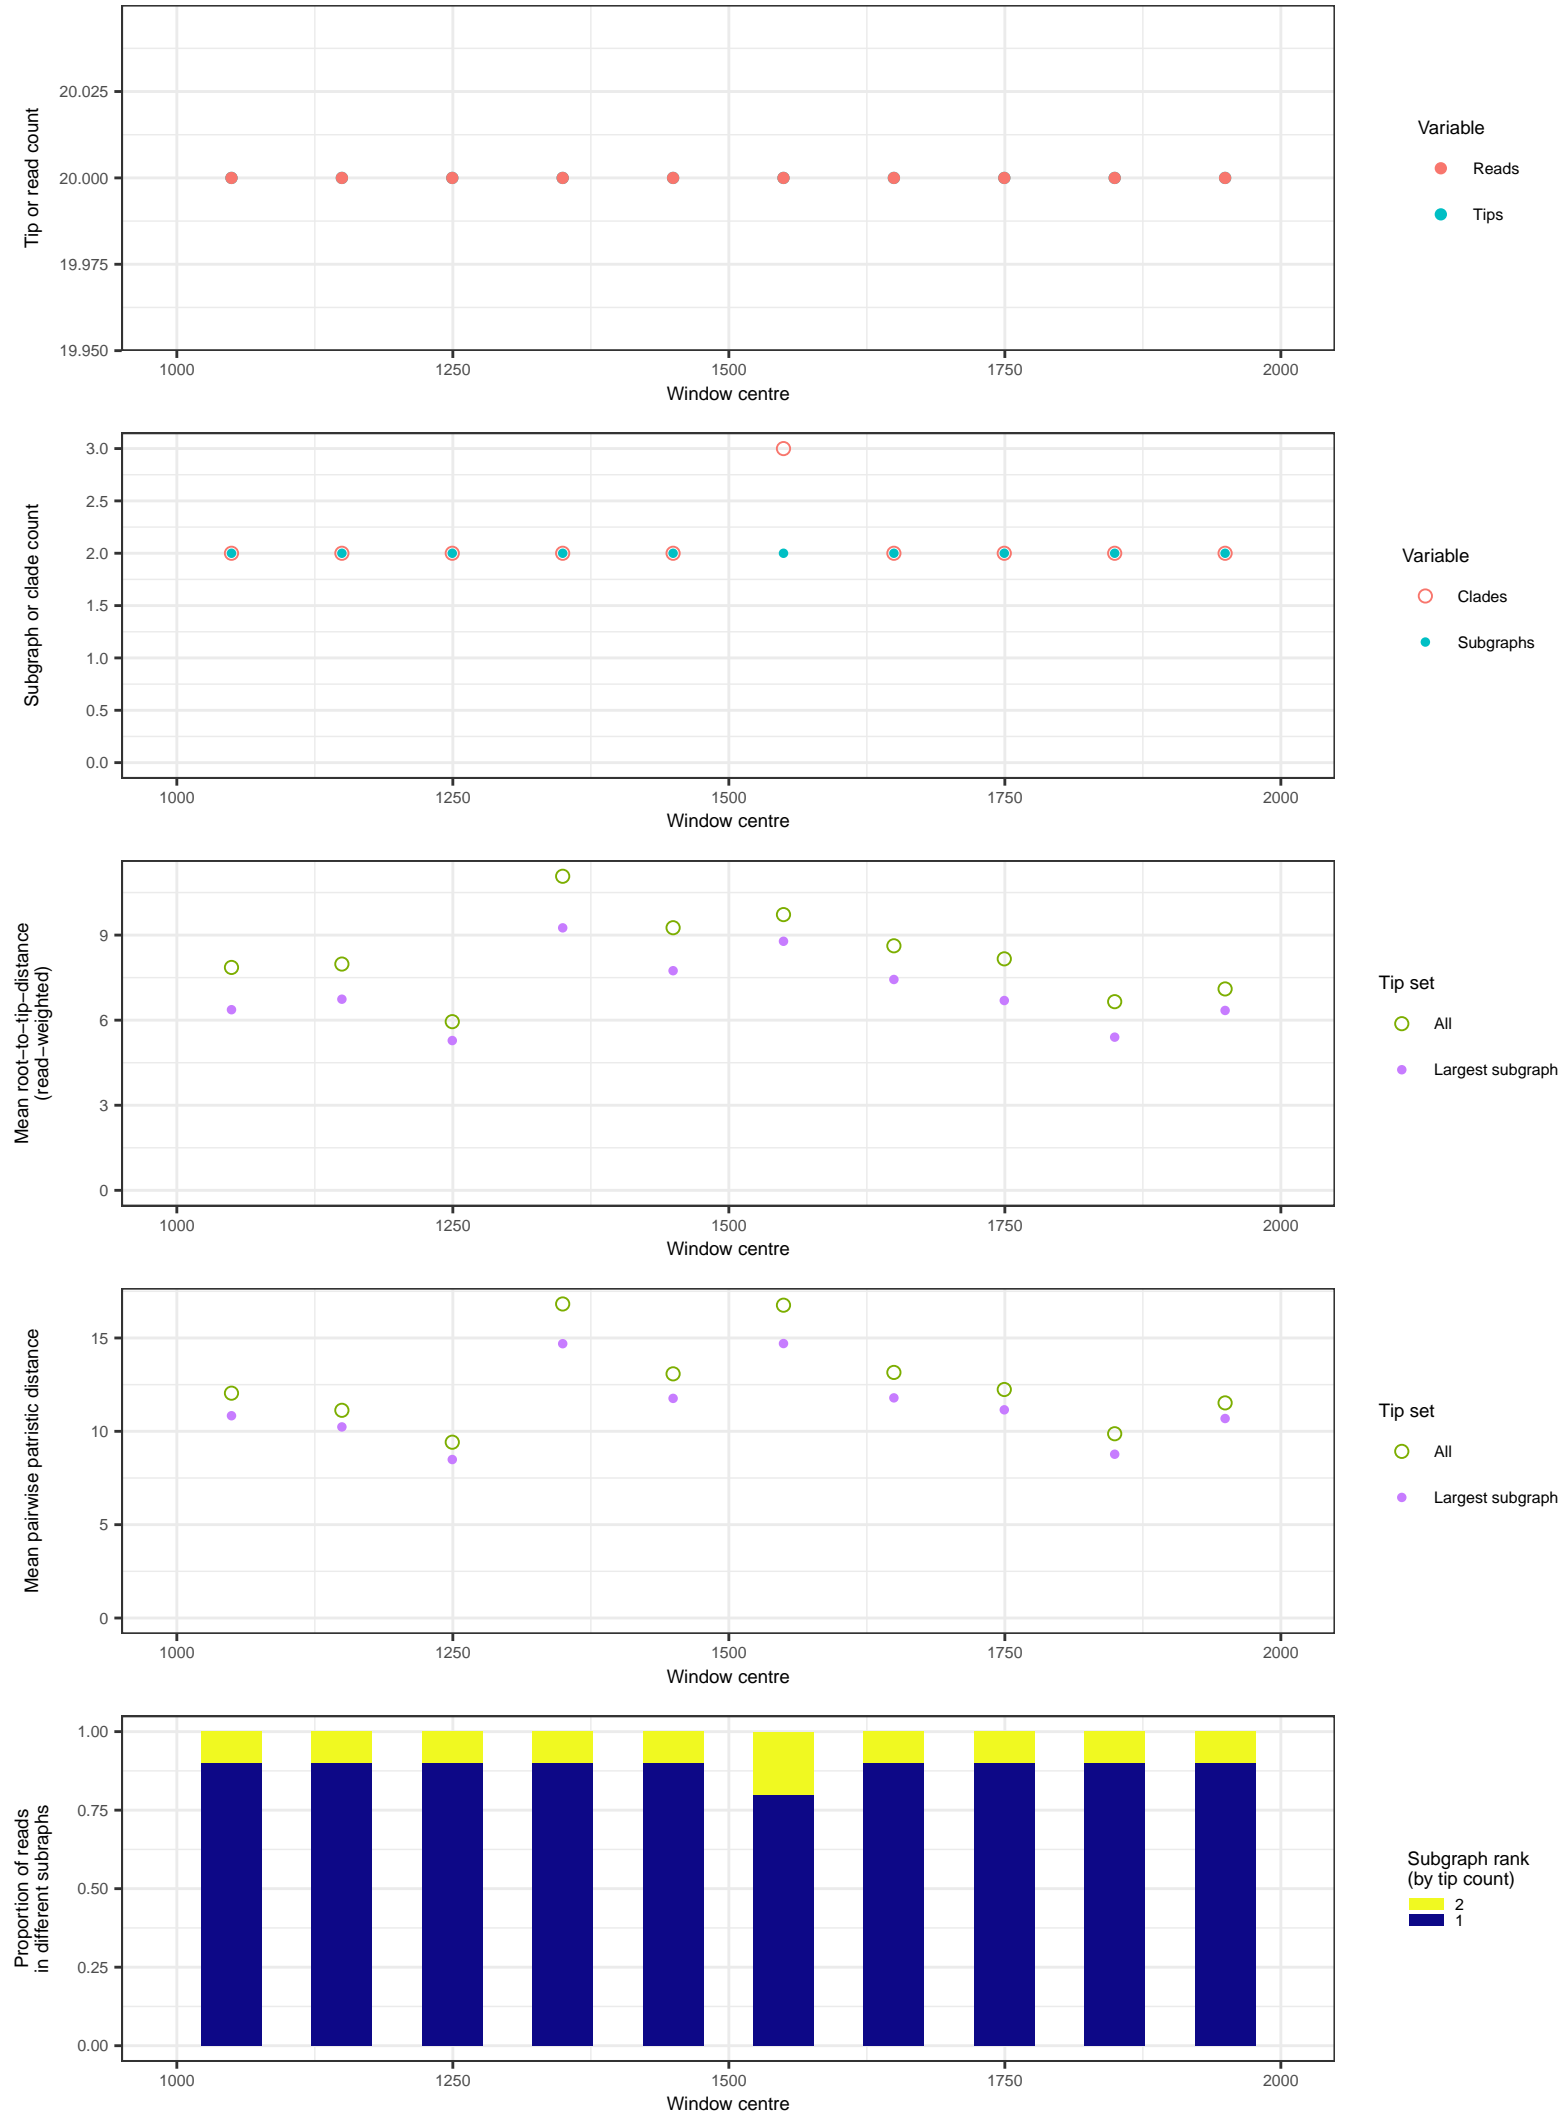 Tip or read count
20.025
20.000
19.975
19.950
1000 1250 1500 1750 2000
Window centre
Variable
Reads
Tips
Subgraph or clade count
3.0
2.5
2.0
1.5
1.0
0.5
0.0
1000 1250 1500 1750 2000
Window centre
Variable
Clades
Subgraphs
Mean root−to−tip−distance
(read−weighted)
9
6
3
0
1000 1250 1500 1750 2000
Window centre
Tip set
All
Largest subgraph
Mean pairwise patristic distance
15
10
5
0
1000 1250 1500 1750 2000
Window centre
Tip set
All
Largest subgraph
Proportion of reads
in different subraphs
1.00
0.75
0.50
0.25
0.00
1000 1250 1500 1750 2000
Window centre
Subgraph rank
(by tip count)
2
1